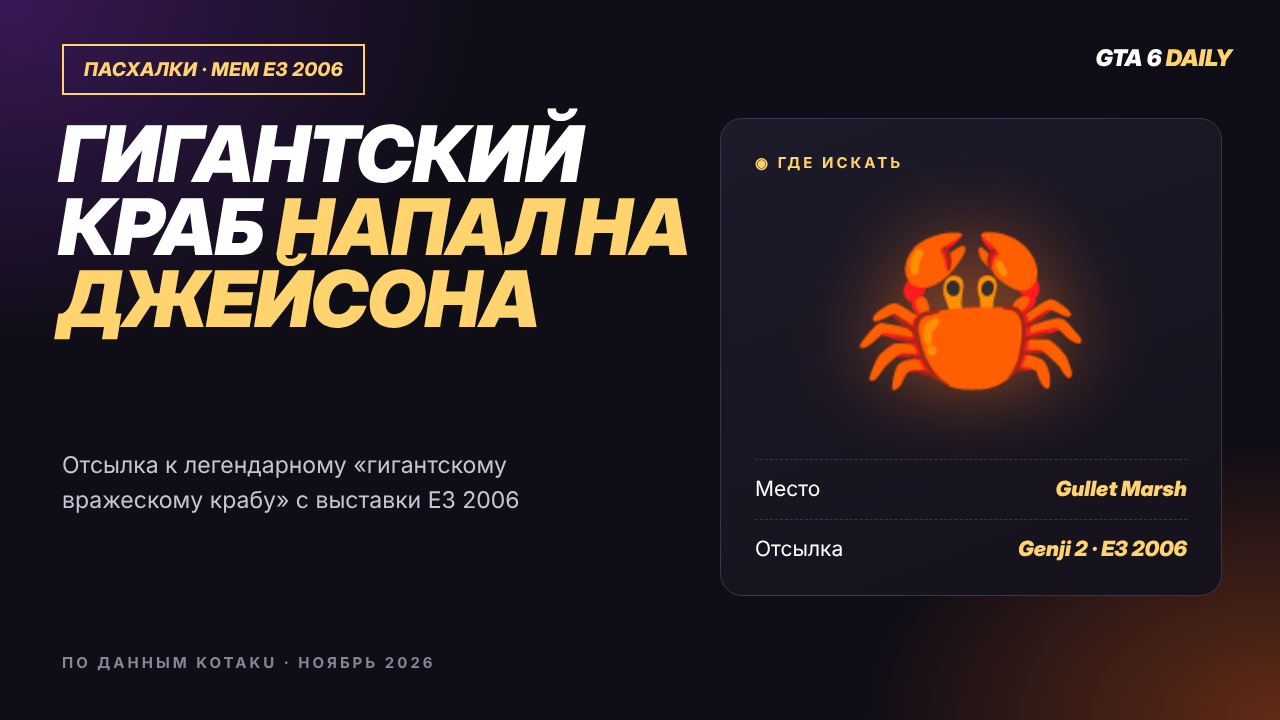 ПАСХАЛКИ · МЕМ E3 2006
GTA 6 DAILY
ГИГАНТСКИЙ
КРАБ НАПАЛ НА
ДЖЕЙСОНА
Отсылка к легендарному «гигантскому
вражескому крабу» с выставки E3 2006
◉ ГДЕ ИСКАТЬ
Место Gullet Marsh
Отсылка Genji 2 · E3 2006
ПО ДАННЫМ KOTAKU · НОЯБРЬ 2026